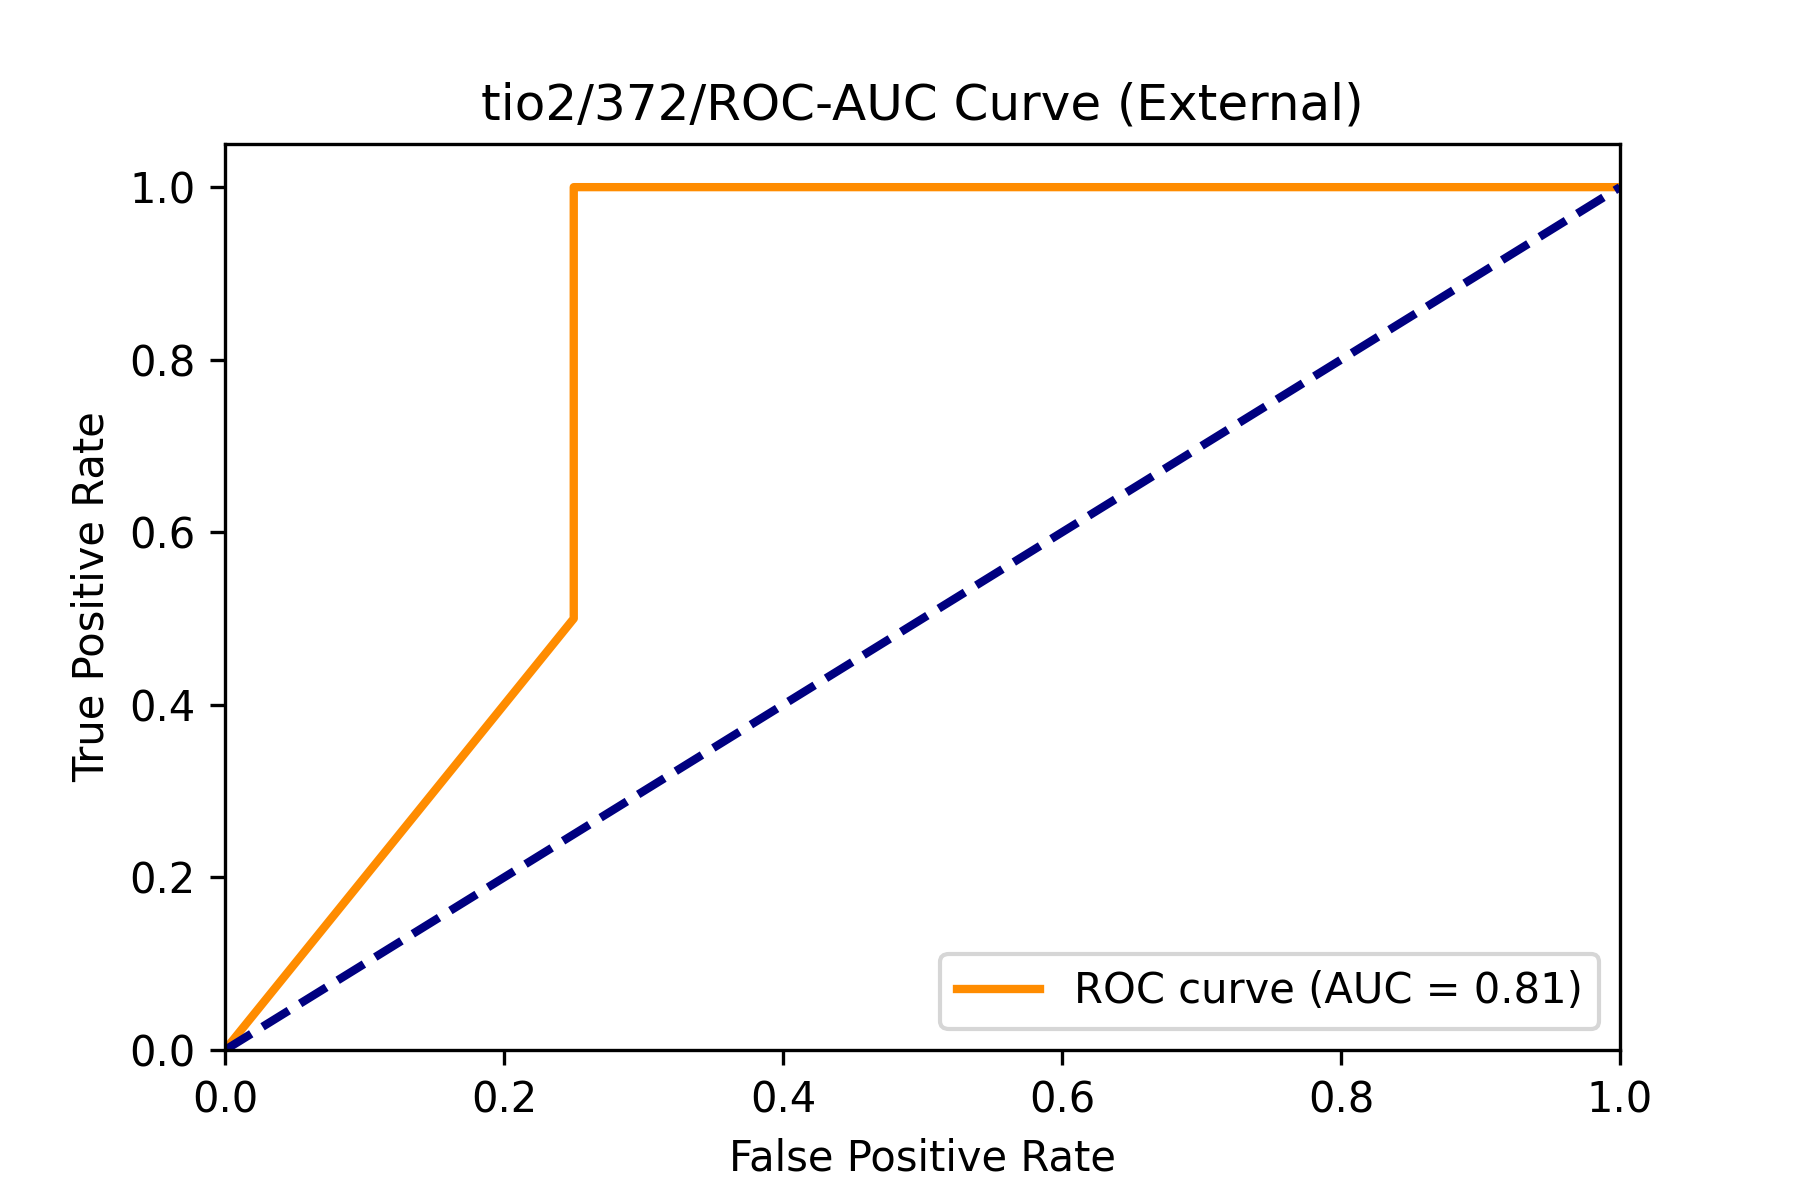 tio2/372/ROC-AUC Curve (External)
True Positive Rate
1.0
0.8
0.6
0.4
0.2
0.0
ROC curve (AUC = 0.81)
0.0 0.2 0.4 0.6 0.8 1.0
False Positive Rate